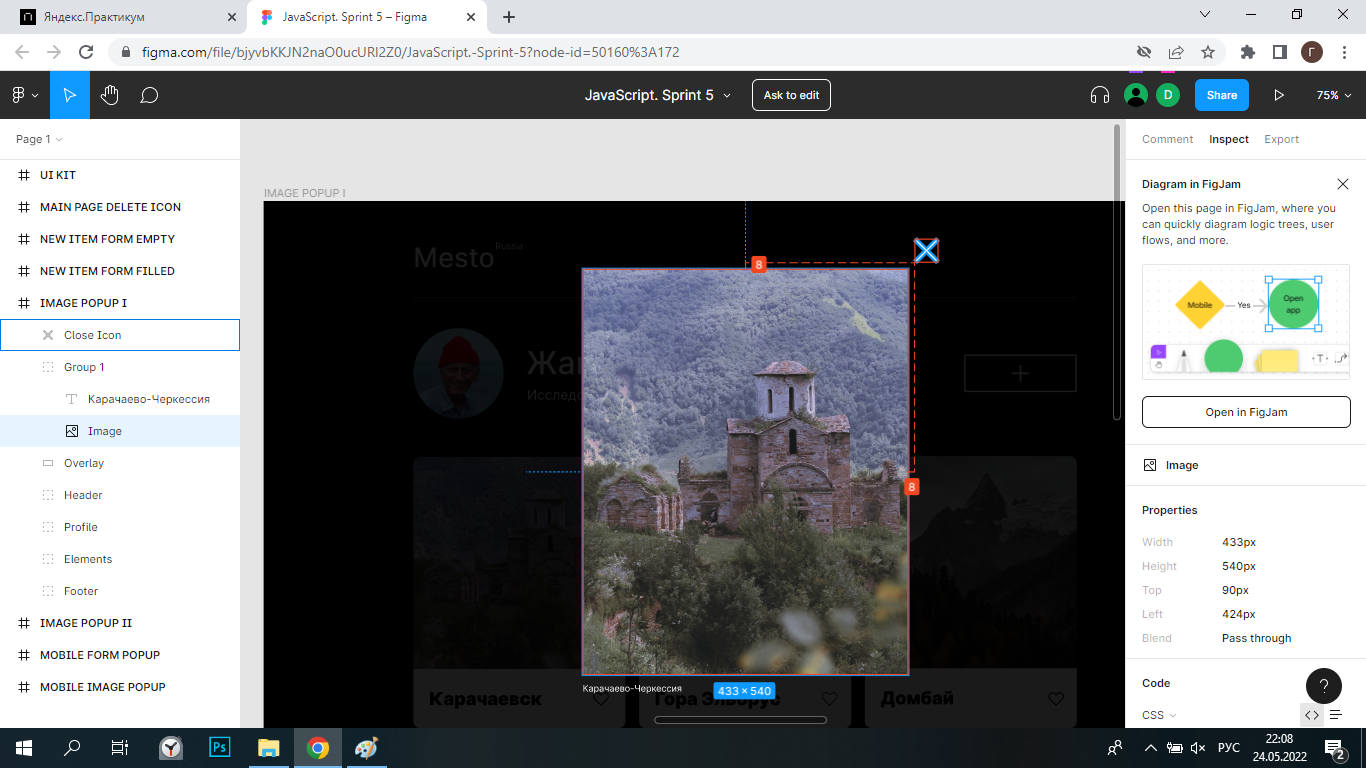 Яндекс.Практикум
JavaScript. Sprint 5 – Figma
figma.com/file/bjyvbKKJN2naO0ucURI2Z0/JavaScript.-Sprint-5?node-id=50160%3A172
Г
JavaScript. Sprint 5
Ask to edit
D
Share
75%
Page 1
UI KIT
MAIN PAGE DELETE ICON
NEW ITEM FORM EMPTY
NEW ITEM FORM FILLED
IMAGE POPUP I
Close Icon
Group 1
Карачаево-Черкессия
Image
Overlay
Header
Profile
Elements
Footer
IMAGE POPUP II
MOBILE FORM POPUP
MOBILE IMAGE POPUP
IMAGE POPUP I
Mesto Russia
8
Жа
Исследо
8
Карачаево-Черкессия
433 × 540
Карачаевск
Гора Эльбрус
Домбай
Comment Inspect Export
Diagram in FigJam
Open this page in FigJam, where you
can quickly diagram logic trees, user
flows, and more.
Mobile
Yes
Open
app
T
Open in FigJam
Image
Properties
Width 433px
Height 540px
Top 90px
Left 424px
Blend Pass through
Code
CSS
?
Ps
РУС
22:08
24.05.2022
2